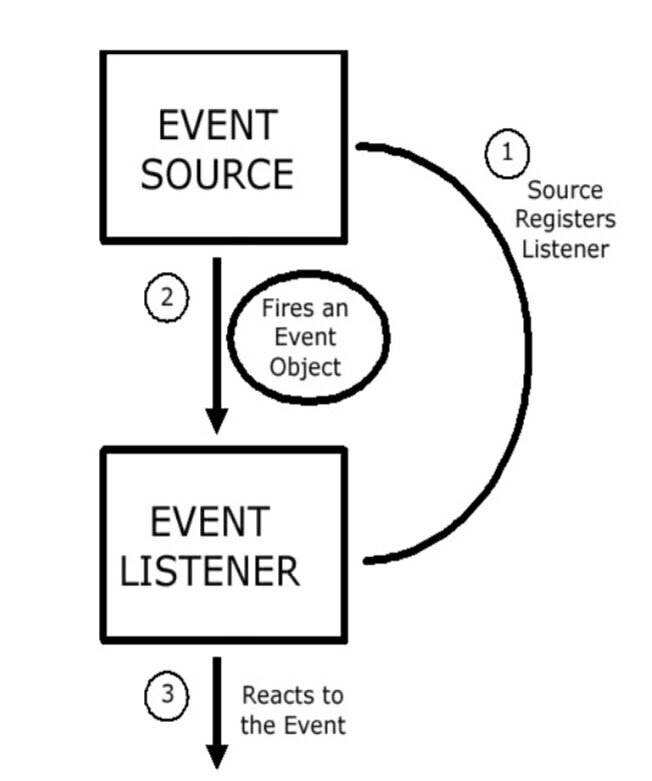 EVENT
SOURCE
1
Source
Registers
Listener
2
Fires an
Event
Object
EVENT
LISTENER
3
Reacts to
the Event